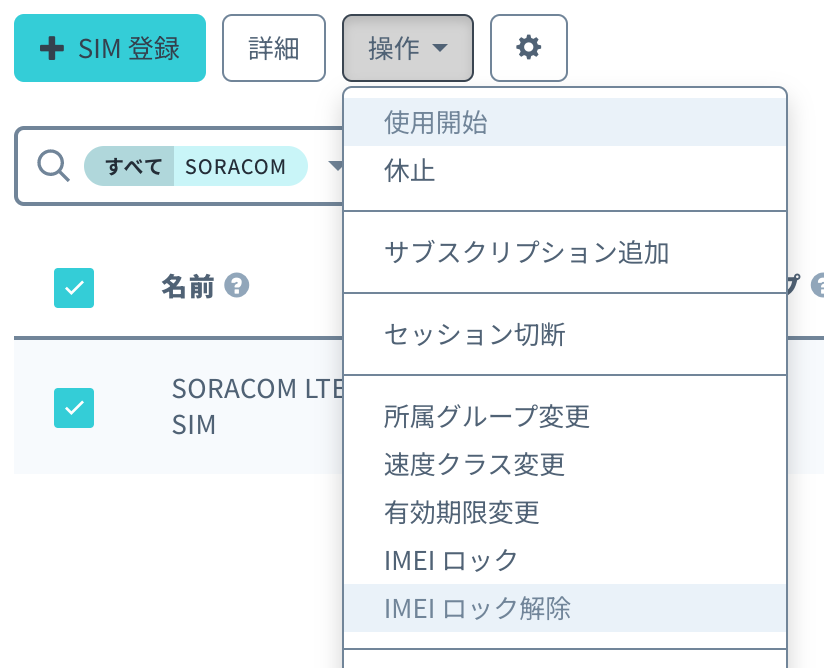 SIM 登録
詳細
操作
使用開始
休止
すべて SORACOM
サブスクリプション追加
名前
プ
セッション切断
SORACOM LTE
SIM
所属グループ変更
速度クラス変更
有効期限変更
IMEI ロック
IMEI ロック解除